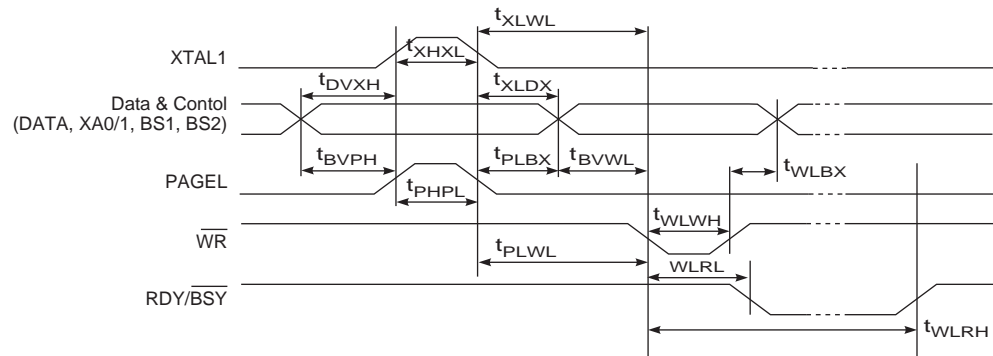 tXLWL
XTAL1
tXHXL
tDVXH
tXLDX
Data & Contol
(DATA, XA0/1, BS1, BS2)
tBVPH
tPLBX
tBVWL
tWLBX
PAGEL
tPHPL
tWLWH
WR
tPLWL
WLRL
RDY/BSY
tWLRH